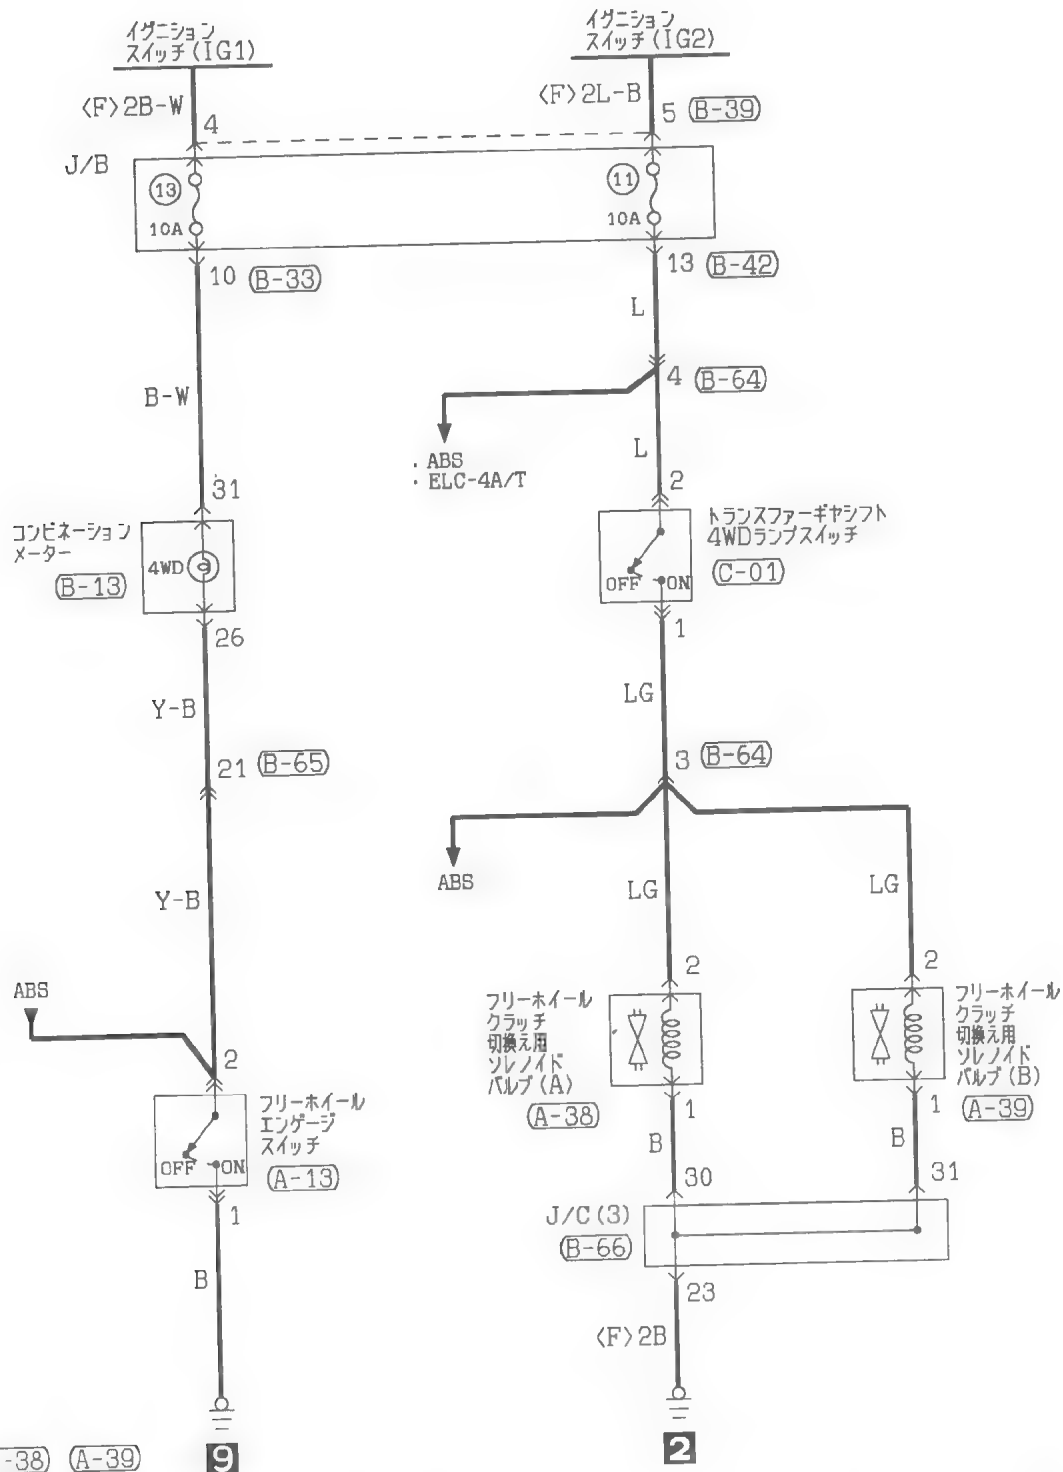 イグニション
スイッチ(IG1)
イグニション
スイッチ(IG2)
〈F〉2B-W
4
〈F〉2L-B
5
B-39
J/B
13
10A
11
10A
10
B-33
13
B-42
L
B-W
4
B-64
L
・ABS
・ELC-4A/T
31
2
コンビネーション
メーター
B-13
4WD
トランスファーギヤシフト
4WDランプスイッチ
C-01
OFF
ON
26
1
Y-B
LG
21
B-65
3
B-64
ABS
Y-B
LG
LG
ABS
2
2
2
フリーホイール
クラッチ
切換え用
ソレノイド
バルブ(A)
A-38
フリーホイール
クラッチ
切換え用
ソレノイド
バルブ(B)
A-39
フリーホイール
エンゲージ
スイッチ
A-13
OFF
ON
1
1
1
B
B
30
31
J/C(3)
B-66
B
23
〈F〉2B
9
2
-38
A-39